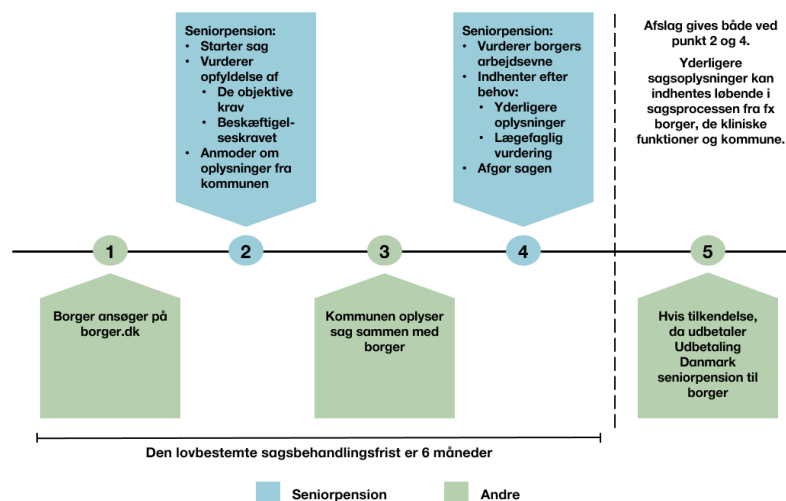 Seniorpension:
• Starter sag
• Vurderer
opfyldelse af
• De objektive
krav
• Beskæftigel-
seskravet
• Anmoder om
oplysninger fra
kommunen
Seniorpension:
• Vurderer borgers
arbejdsevne
• Indhenter efter
behov:
• Yderligere
oplysninger
• Lægefaglig
vurdering
• Afgør sagen
Afslag gives både ved
punkt 2 og 4.
Yderligere
sagsoplysninger kan
indhentes løbende i
sagsprocessen fra fx
borger, de kliniske
funktioner og kommune.
1
2
3
4
5
Borger ansøger på
borger.dk
Kommunen oplyser
sag sammen med
borger
Hvis tilkendelse,
da udbetaler
Udbetaling
Danmark
seniorpension til
borger
Den lovbestemte sagsbehandlingsfrist er 6 måneder
Seniorpension
Andre